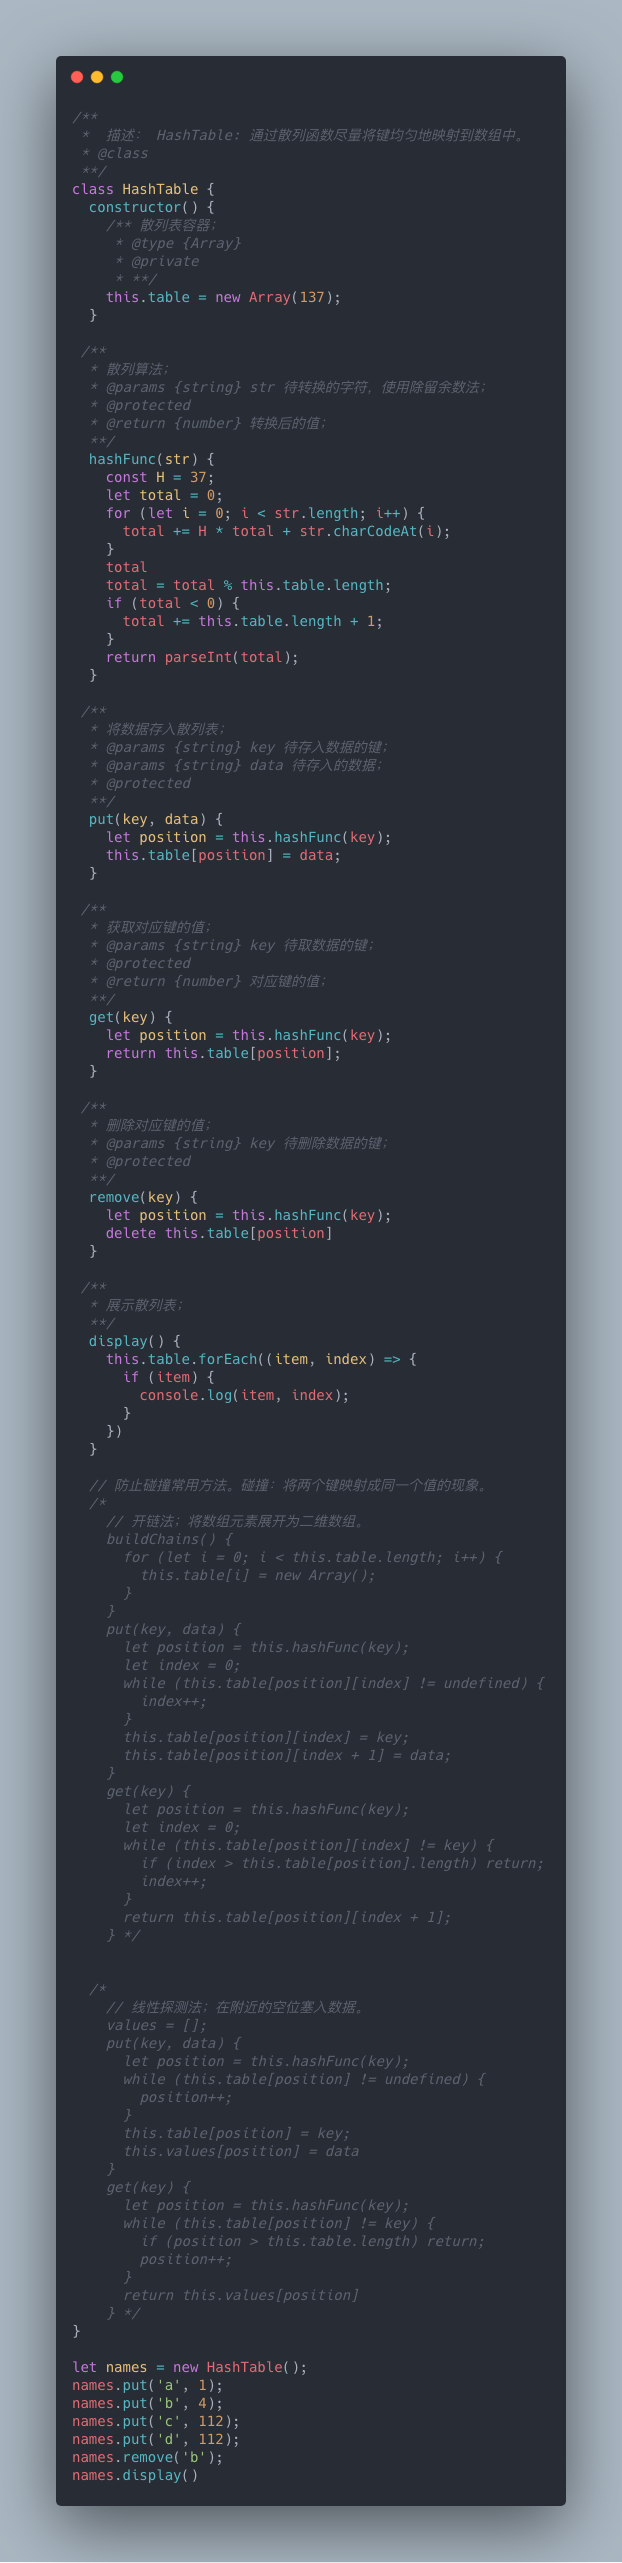 /**
 *  描述： HashTable: 通过散列函数尽量将键均匀地映射到数组中。
 * @class
 **/
class HashTable {
  constructor() {
    /** 散列表容器；
     * @type {Array}
     * @private
     * **/
    this.table = new Array(137);
  }

 /**
  * 散列算法；
  * @params {string} str 待转换的字符，使用除留余数法；
  * @protected
  * @return {number} 转换后的值；
  **/
  hashFunc(str) {
    const H = 37;
    let total = 0;
    for (let i = 0; i < str.length; i++) {
      total += H * total + str.charCodeAt(i);
    }
    total
    total = total % this.table.length;
    if (total < 0) {
      total += this.table.length + 1;
    }
    return parseInt(total);
  }

 /**
  * 将数据存入散列表；
  * @params {string} key 待存入数据的键；
  * @params {string} data 待存入的数据；
  * @protected
  **/
  put(key, data) {
    let position = this.hashFunc(key);
    this.table[position] = data;
  }

 /**
  * 获取对应键的值；
  * @params {string} key 待取数据的键；
  * @protected
  * @return {number} 对应键的值；
  **/
  get(key) {
    let position = this.hashFunc(key);
    return this.table[position];
  }

 /**
  * 删除对应键的值；
  * @params {string} key 待删除数据的键；
  * @protected
  **/
  remove(key) {
    let position = this.hashFunc(key);
    delete this.table[position]
  }

 /**
  * 展示散列表；
  **/
  display() {
    this.table.forEach((item, index) => {
      if (item) {
        console.log(item, index);
      }
    })
  }

  // 防止碰撞常用方法。碰撞：将两个键映射成同一个值的现象。
  /*
    // 开链法：将数组元素展开为二维数组。
    buildChains() {
      for (let i = 0; i < this.table.length; i++) {
        this.table[i] = new Array();
      }
    }
    put(key, data) {
      let position = this.hashFunc(key);
      let index = 0;
      while (this.table[position][index] != undefined) {
        index++;
      }
      this.table[position][index] = key;
      this.table[position][index + 1] = data;
    }
    get(key) {
      let position = this.hashFunc(key);
      let index = 0;
      while (this.table[position][index] != key) {
        if (index > this.table[position].length) return;
        index++;
      }
      return this.table[position][index + 1];
    } */


  /*
    // 线性探测法：在附近的空位塞入数据。
    values = [];
    put(key, data) {
      let position = this.hashFunc(key);
      while (this.table[position] != undefined) {
        position++;
      }
      this.table[position] = key;
      this.values[position] = data
    }
    get(key) {
      let position = this.hashFunc(key);
      while (this.table[position] != key) {
        if (position > this.table.length) return;
        position++;
      }
      return this.values[position]
    } */
}

let names = new HashTable();
names.put('a', 1);
names.put('b', 4);
names.put('c', 112);
names.put('d', 112);
names.remove('b');
names.display()